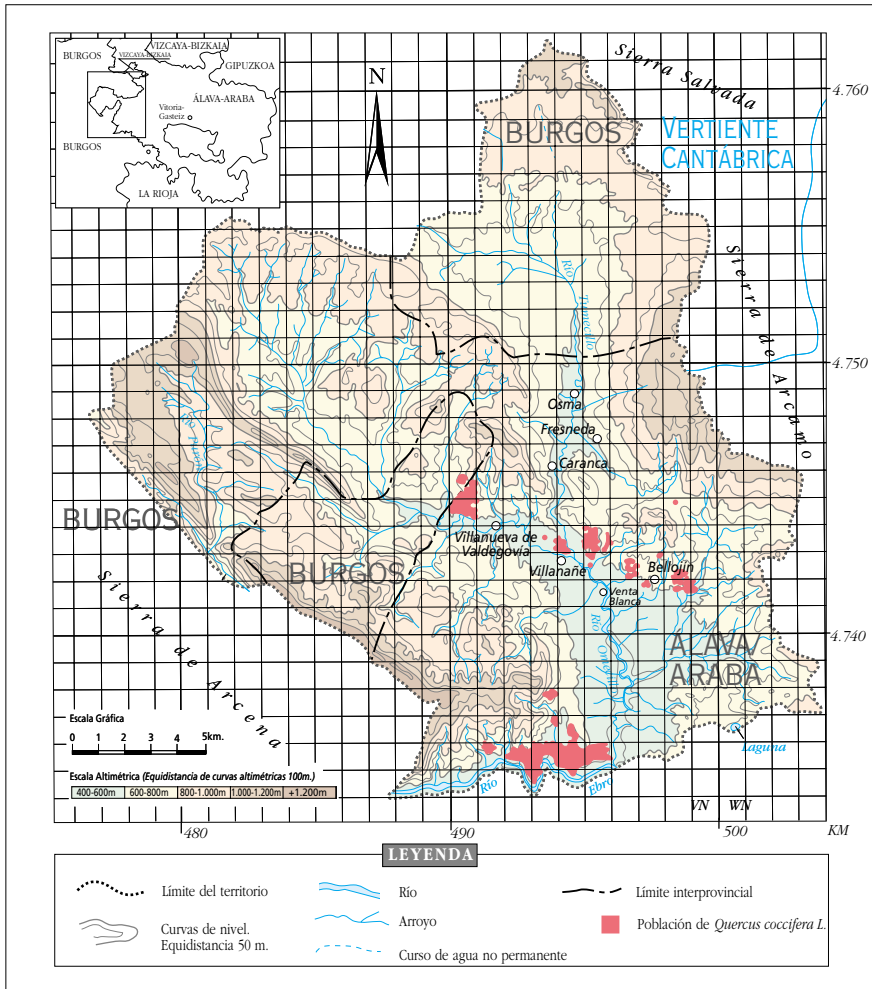 VIZCAYA-BIZKAIA
BURGOS
VIZCAYA-BIZKAIA
GIPUZKOA
ÁLAVA-ARABA
Vitoria-
Gasteiz
BURGOS
LA RIOJA
N
Sierra Salvada
4.760
BURGOS
VERTIENTE
CANTÁBRICA
Río
Sierra de Arcamo
4.750
Osma
Fresneda
Caranca
Río
BURGOS
Villanueva de
Valdegovía
BURGOS
Villanañe
Bellojín
Venta
Blanca
Río Omecillo
4.740
ÁLAVA/
ARABA
Sierra de Arcena
Escala Gráfica
0 1 2 3 4 5km.
Laguna
Escala Altimétrica (Equidistancia de curvas altimétricas 100m.)
400-600m 600-800m 800-1.000m 1.000-1.200m +1.200m
Río Ebro
VN WN
480 490 500 KM
LEYENDA
Límite del territorio
Río
Límite interprovincial
Curvas de nivel.
Equidistancia 50 m.
Arroyo
Población de Quercus coccifera L.
Curso de agua no permanente